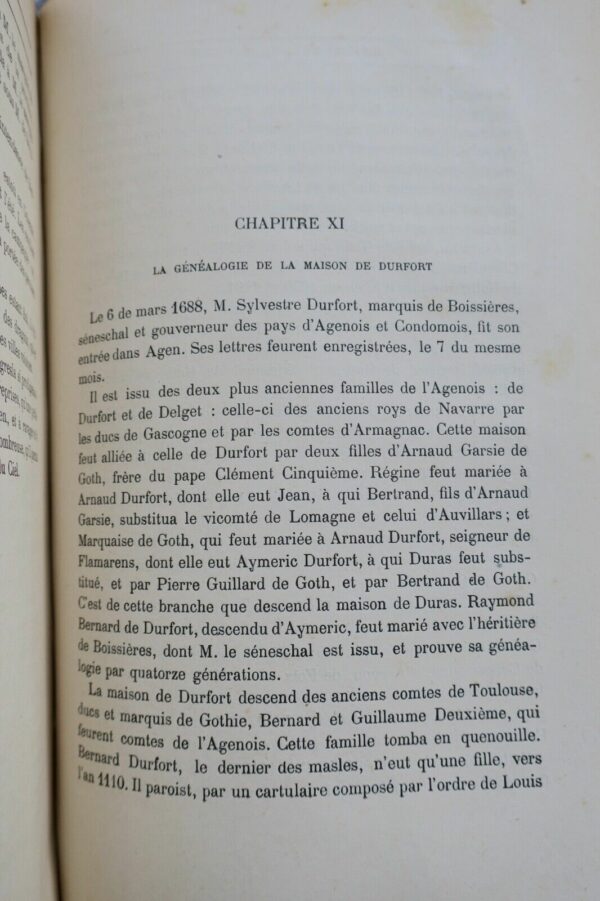 CHAPITRE XI
LA GÉNÉALOGIE DE LA MAISON DE DURFORT
Le 6 de mars 1688, M. Sylvestre Durfort, marquis de Boissières,
séneschal et gouverneur des pays d'Agenois et Condomois, fit son
entrée dans Agen. Ses lettres feurent enregistrées, le 7 du mesme
mois.
Il est issu des deux plus anciennes familles de l'Agenois : de
Durfort et de Delget : celle-ci des anciens roys de Navarre par
les ducs de Gascogne et par les comtes d'Armagnac. Cette maison
feut alliée à celle de Durfort par deux filles d'Arnaud Garsie de
Goth, frère du pape Clément Cinquième. Régine feut mariée à
Arnaud Durfort, dont elle eut Jean, à qui Bertrand, fils d'Arnaud
Garsie, substitua le vicomté de Lomagne et celui d'Auvillars ; et
Marquaise de Goth, qui feut mariée à Arnaud Durfort, seigneur de
Flamarens, dont elle eut Aymeric Durfort, à qui Duras feut subs-
titué, et par Pierre Guillard de Goth, et par Bertrand de Goth.
C'est de cette branche que descend la maison de Duras. Raymond
Bernard de Durfort, descendu d'Aymeric, feut marié avec l'héritière
de Boissières, dont M. le séneschal est issu, et prouve sa généa-
logie par quatorze générations.
La maison de Durfort descend des anciens comtes de Toulouse,
ducs et marquis de Gothie, Bernard et Guillaume Deuxième, qui
feurent comtes de l'Agenois. Cette famille tomba en quenouille.
Bernard Durfort, le dernier des masles, n'eut qu'une fille, vers
l'an 1110. Il paroist, par un cartulaire composé par l'ordre de Louis